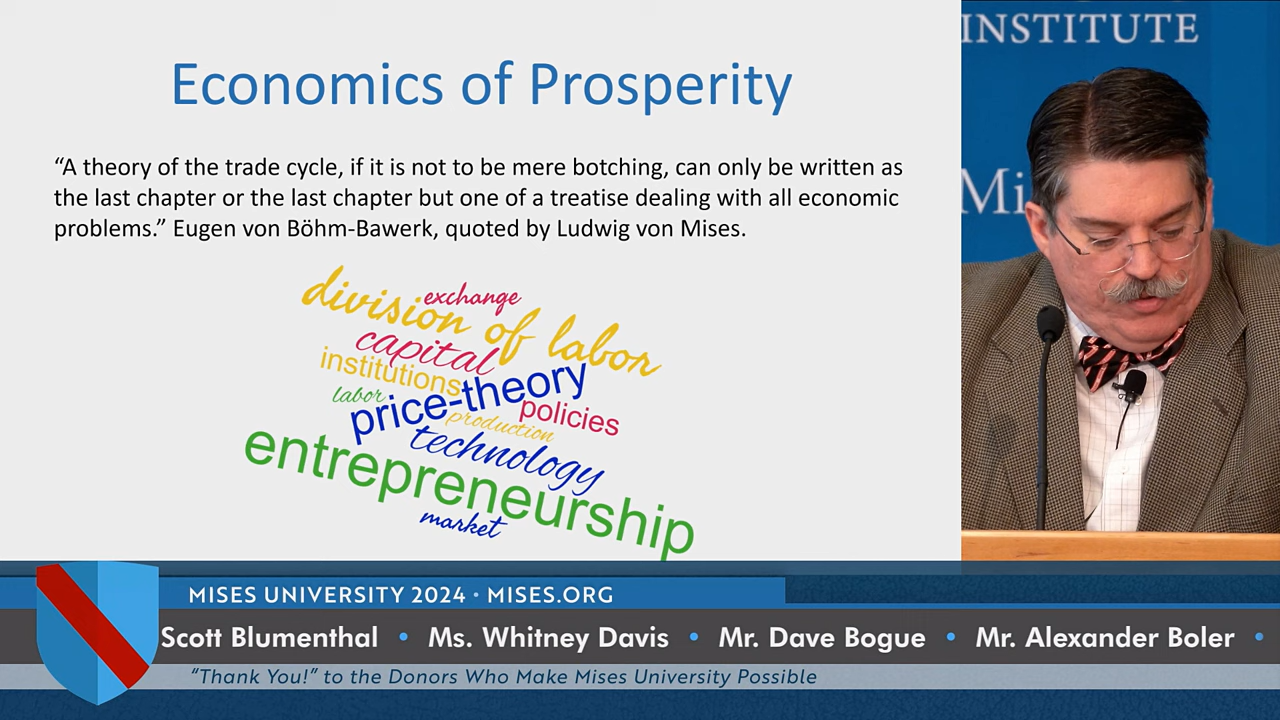 Economics of Prosperity
“A theory of the trade cycle, if it is not to be mere botching, can only be written as
the last chapter or the last chapter but one of a treatise dealing with all economic
problems.” Eugen von Böhm-Bawerk, quoted by Ludwig von Mises.
division of labor
exchange
capital
institutions
price-theory
labor
policies
production
technology
entrepreneurship
market
INSTITUTE
Mi
MISES UNIVERSITY 2024 • MISES.ORG
Scott Blumenthal • Ms. Whitney Davis • Mr. Dave Bogue • Mr. Alexander Boler •
“Thank You!” to the Donors Who Make Mises University Possible